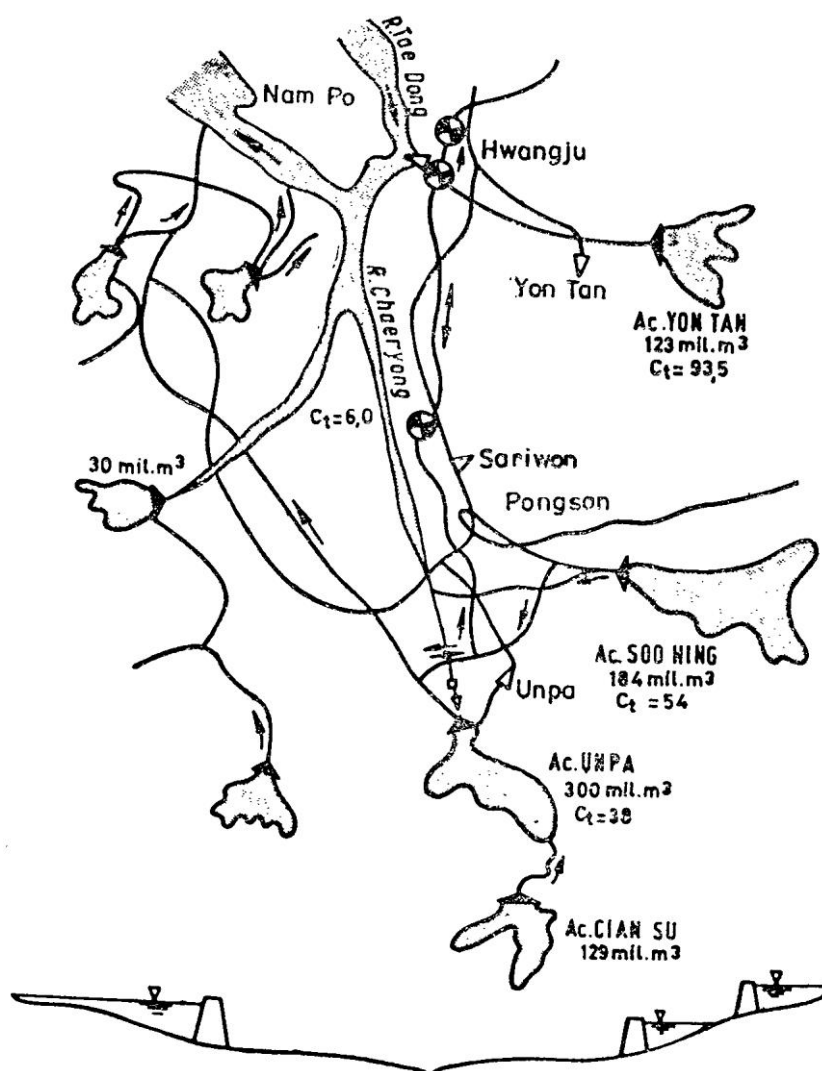 R.Tae Dong
Nam Po
Hwangju
Yon Tan
Ac.YON TAN
123 mil.m³
Ct= 93,5
R.Chaeryong
Ct=6,0
Sariwon
30 mil.m³
Pongson
Ac.SOO HING
184 mil.m³
Ct =54
Unpa
Ac.UNPA
300 mil.m³
Ct=38
Ac.CIAN SU
129 mil.m³